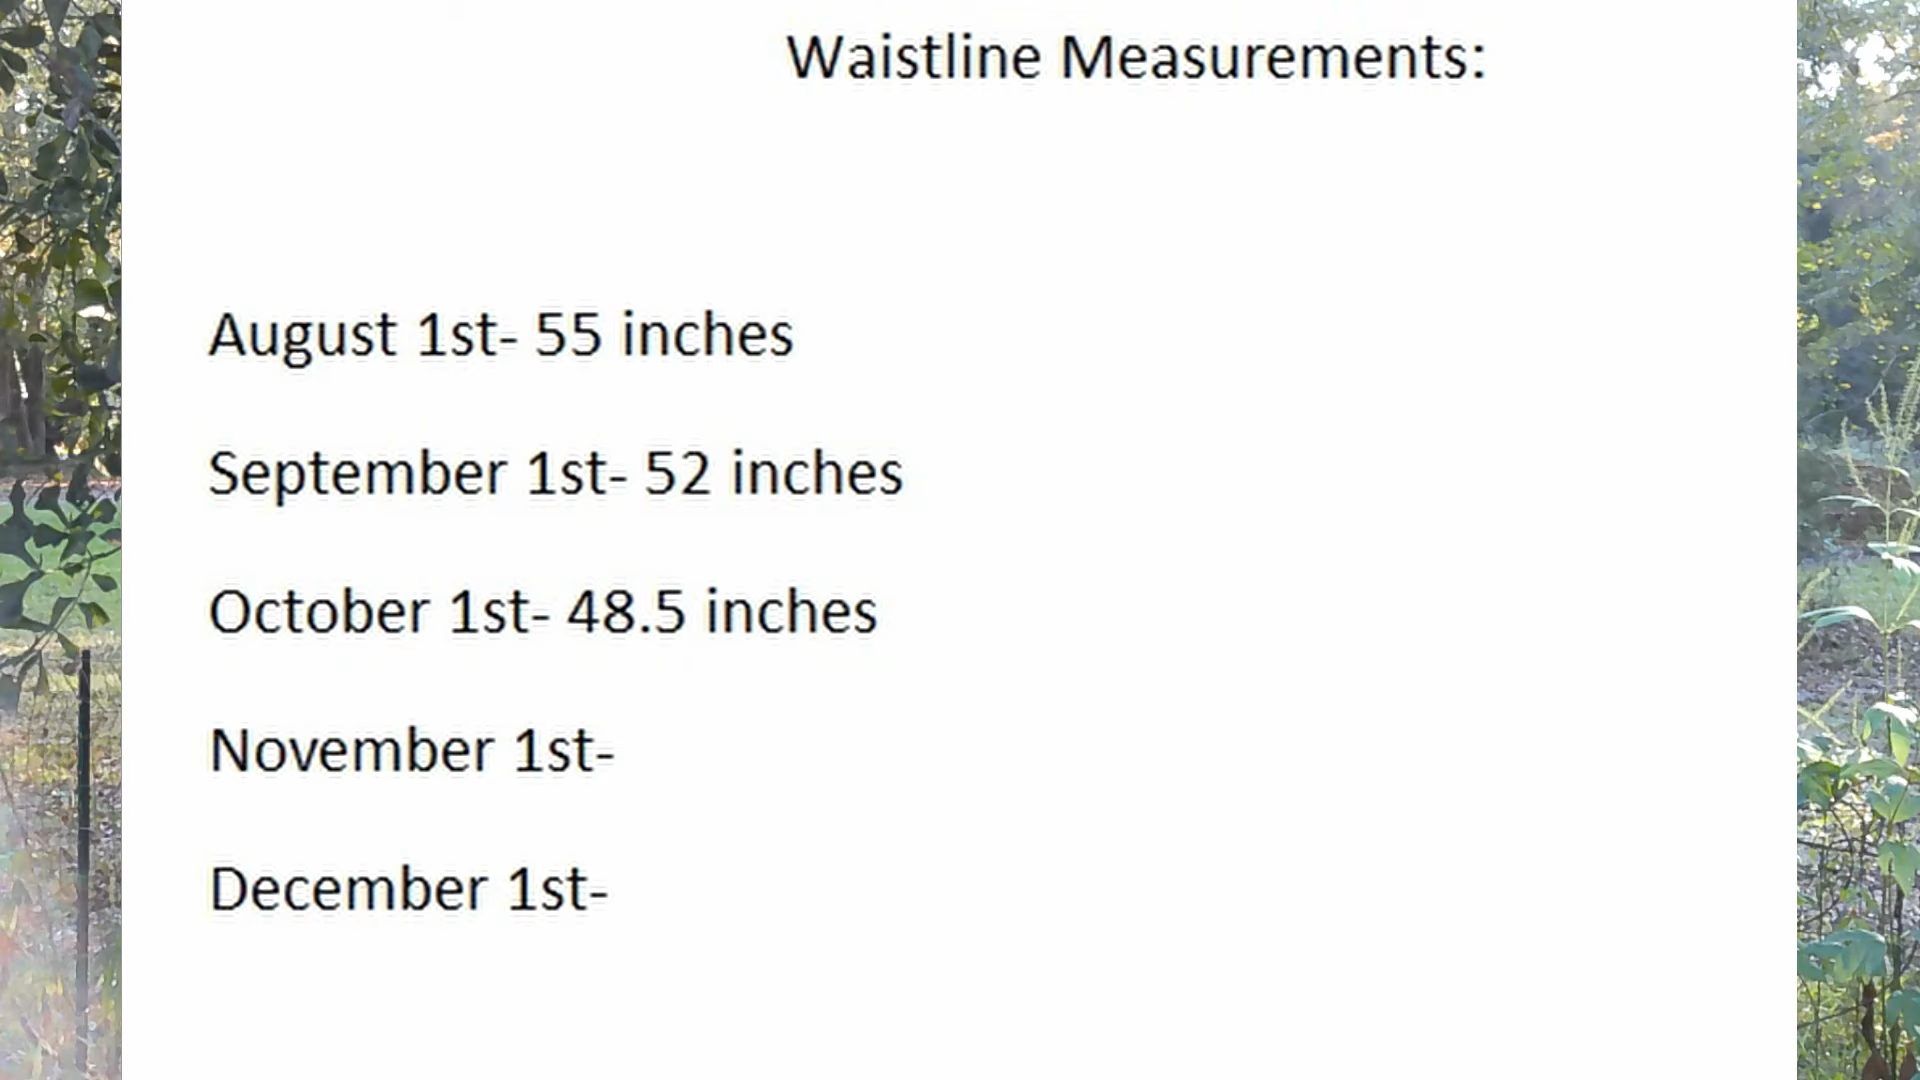 Waistline Measurements:
August 1st- 55 inches
September 1st- 52 inches
October 1st- 48.5 inches
November 1st-
December 1st-